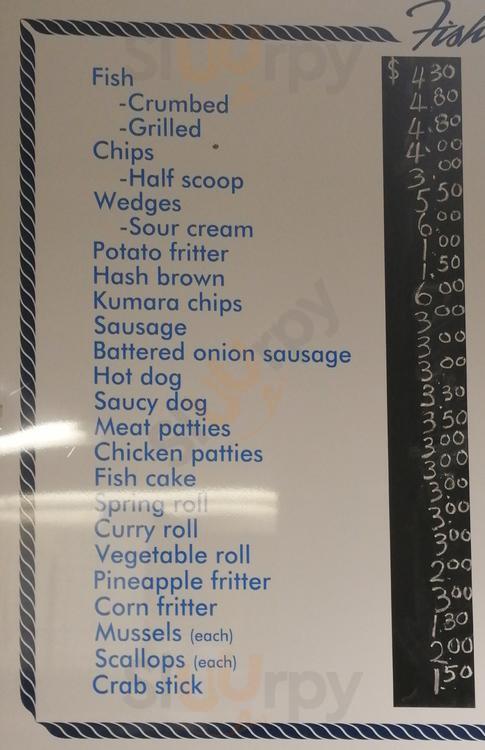 Fish
Fish $ 4.30
-Crumbed 4.80
-Grilled 4.80
Chips 4.00
-Half scoop 3.00
Wedges 5.50
-Sour cream 6.00
Potato fritter 1.00
Hash brown 1.50
Kumara chips 6.00
Sausage 3.00
Battered onion sausage 3.00
Hot dog 3.00
Saucy dog 3.30
Meat patties 3.50
Chicken patties 3.00
Fish cake 3.00
Spring roll 3.00
Curry roll 3.00
Vegetable roll 3.00
Pineapple fritter 2.00
Corn fritter 3.00
Mussels (each) 1.30
Scallops (each) 2.00
Crab stick 1.50
sluurpy
sluurpy
sluurpy